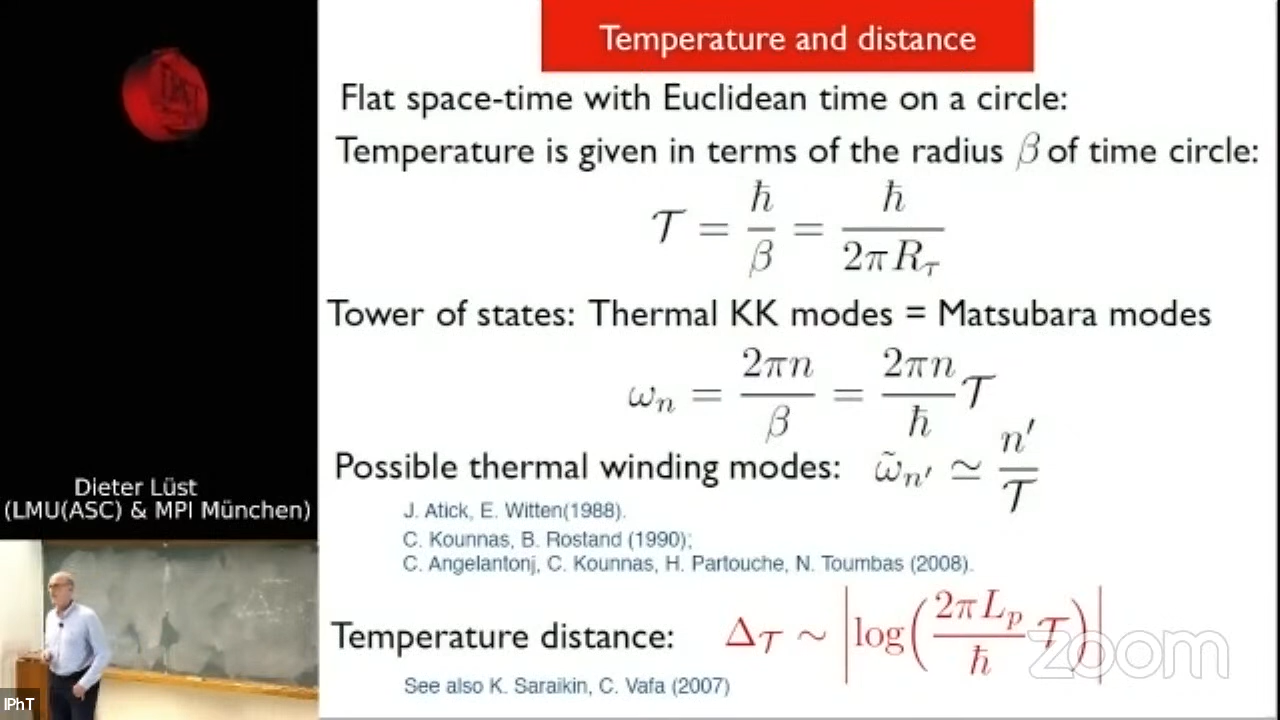 Temperature and distance
Flat space-time with Euclidean time on a circle:
Temperature is given in terms of the radius β of time circle:
𝒯 = ℏ/β = ℏ/(2πR_τ)
Tower of states: Thermal KK modes = Matsubara modes
ω_n = 2πn/β = (2πn/ℏ)𝒯
Possible thermal winding modes: ω̃_{n′} ≃ n′/𝒯
J. Atick, E. Witten(1988).
C. Kounnas, B. Rostand (1990);
C. Angelantonj, C. Kounnas, H. Partouche, N. Toumbas (2008).
Temperature distance: Δ_𝒯 ~ |log((2πL_p/ℏ)𝒯)|
See also K. Saraikin, C. Vafa (2007)
Dieter Lüst
(LMU(ASC) & MPI München)
IPhT
zoom